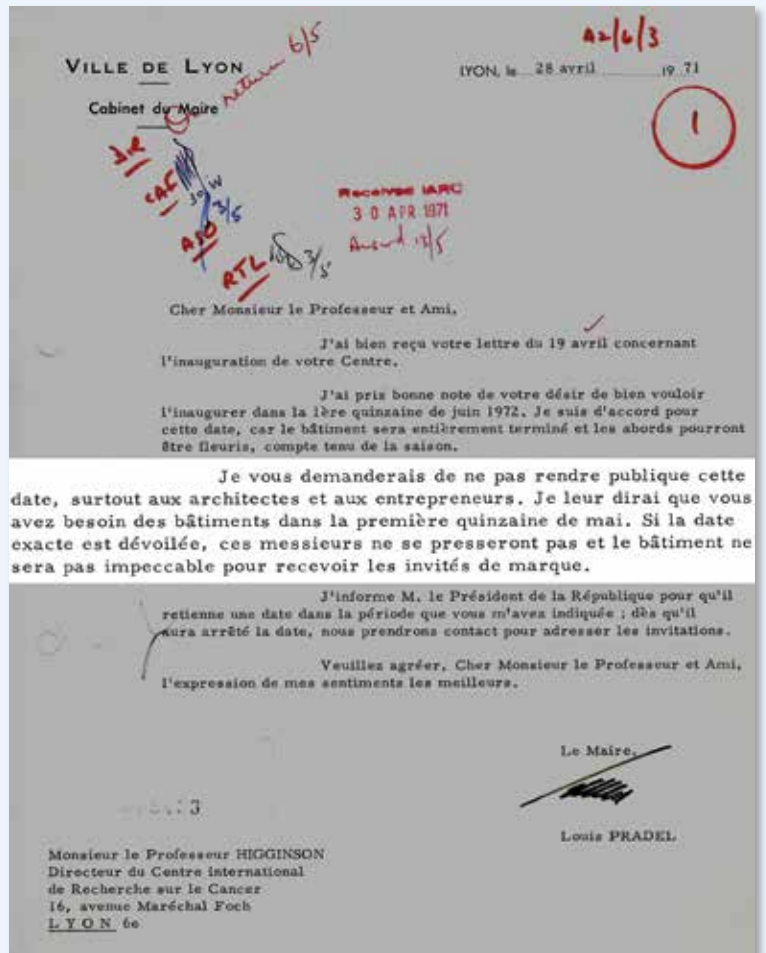 A2/6/3
VILLE DE LYON
return 6/5
LYON, le 28 avril 19 71
Cabinet du Maire
1
DIR
CAF
3/5
Received IARC
30 APR 1971
13/5
ASO
RTL 3/5
Cher Monsieur le Professeur et Ami,
J'ai bien reçu votre lettre du 19 avril concernant
l'inauguration de votre Centre.
J'ai pris bonne note de votre désir de bien vouloir
l'inaugurer dans la 1ère quinzaine de juin 1972. Je suis d'accord pour
cette date, car le bâtiment sera entièrement terminé et les abords pourront
être fleuris, compte tenu de la saison.
Je vous demanderais de ne pas rendre publique cette
date, surtout aux architectes et aux entrepreneurs. Je leur dirai que vous
avez besoin des bâtiments dans la première quinzaine de mai. Si la date
exacte est dévoilée, ces messieurs ne se presseront pas et le bâtiment ne
sera pas impeccable pour recevoir les invités de marque.
J'informe M. le Président de la République pour qu'il
retienne une date dans la période que vous m'avez indiquée ; dès qu'il
aura arrêté la date, nous prendrons contact pour adresser les invitations.
Veuillez agréer, Cher Monsieur le Professeur et Ami,
l'expression de mes sentiments les meilleurs.
Le Maire,
Louis PRADEL
Monsieur le Professeur HIGGINSON
Directeur du Centre international
de Recherche sur le Cancer
16, avenue Maréchal Foch
LYON 6e